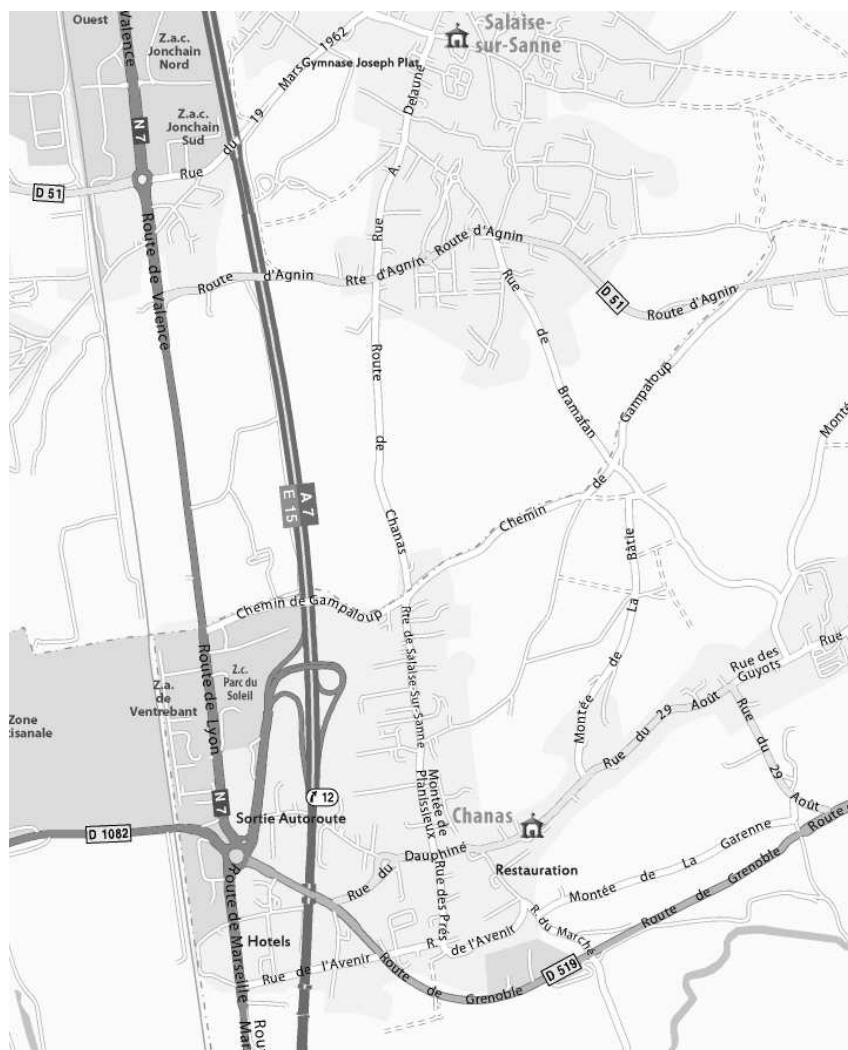 Ouest
Valence
Z.a.c.
Jonchain
Nord
Salaise-
sur-Sanne
Gymnase Joseph Plat
Rue du 19 Mars 1962
N 7
Z.a.c.
Jonchain
Sud
Rue A. Delaune
D 51
Route de Valence
Route d'Agnin
Rte d'Agnin
Route d'Agnin
D 51
Route d'Agnin
Rue de Bramafan
Route de Chanas
Chemin de Gampaloup
Monté
A 7
E 15
Montée de La Bâtie
Chemin de Gampaloup
Rte de Salaise-Sur-Sanne
Route de Lyon
Z.c.
Parc du
Soleil
Z.a.
de
Ventrebant
Zone
tisanale
Rue des
Guyots
Rue
Rue du 29 Août
Rue du 29 Août
N 7
12
Sortie Autoroute
Montée de
Planissieux
Chanas
D 1082
Rue du Dauphiné
Restauration
Montée de La Garenne
Route de Grenoble
Route
Rue des Prés
Route de Marseille
Hotels
R. de l'Avenir
R. du Marche
Rue de l'Avenir
Route de Grenoble
D 519
Rou
Mar